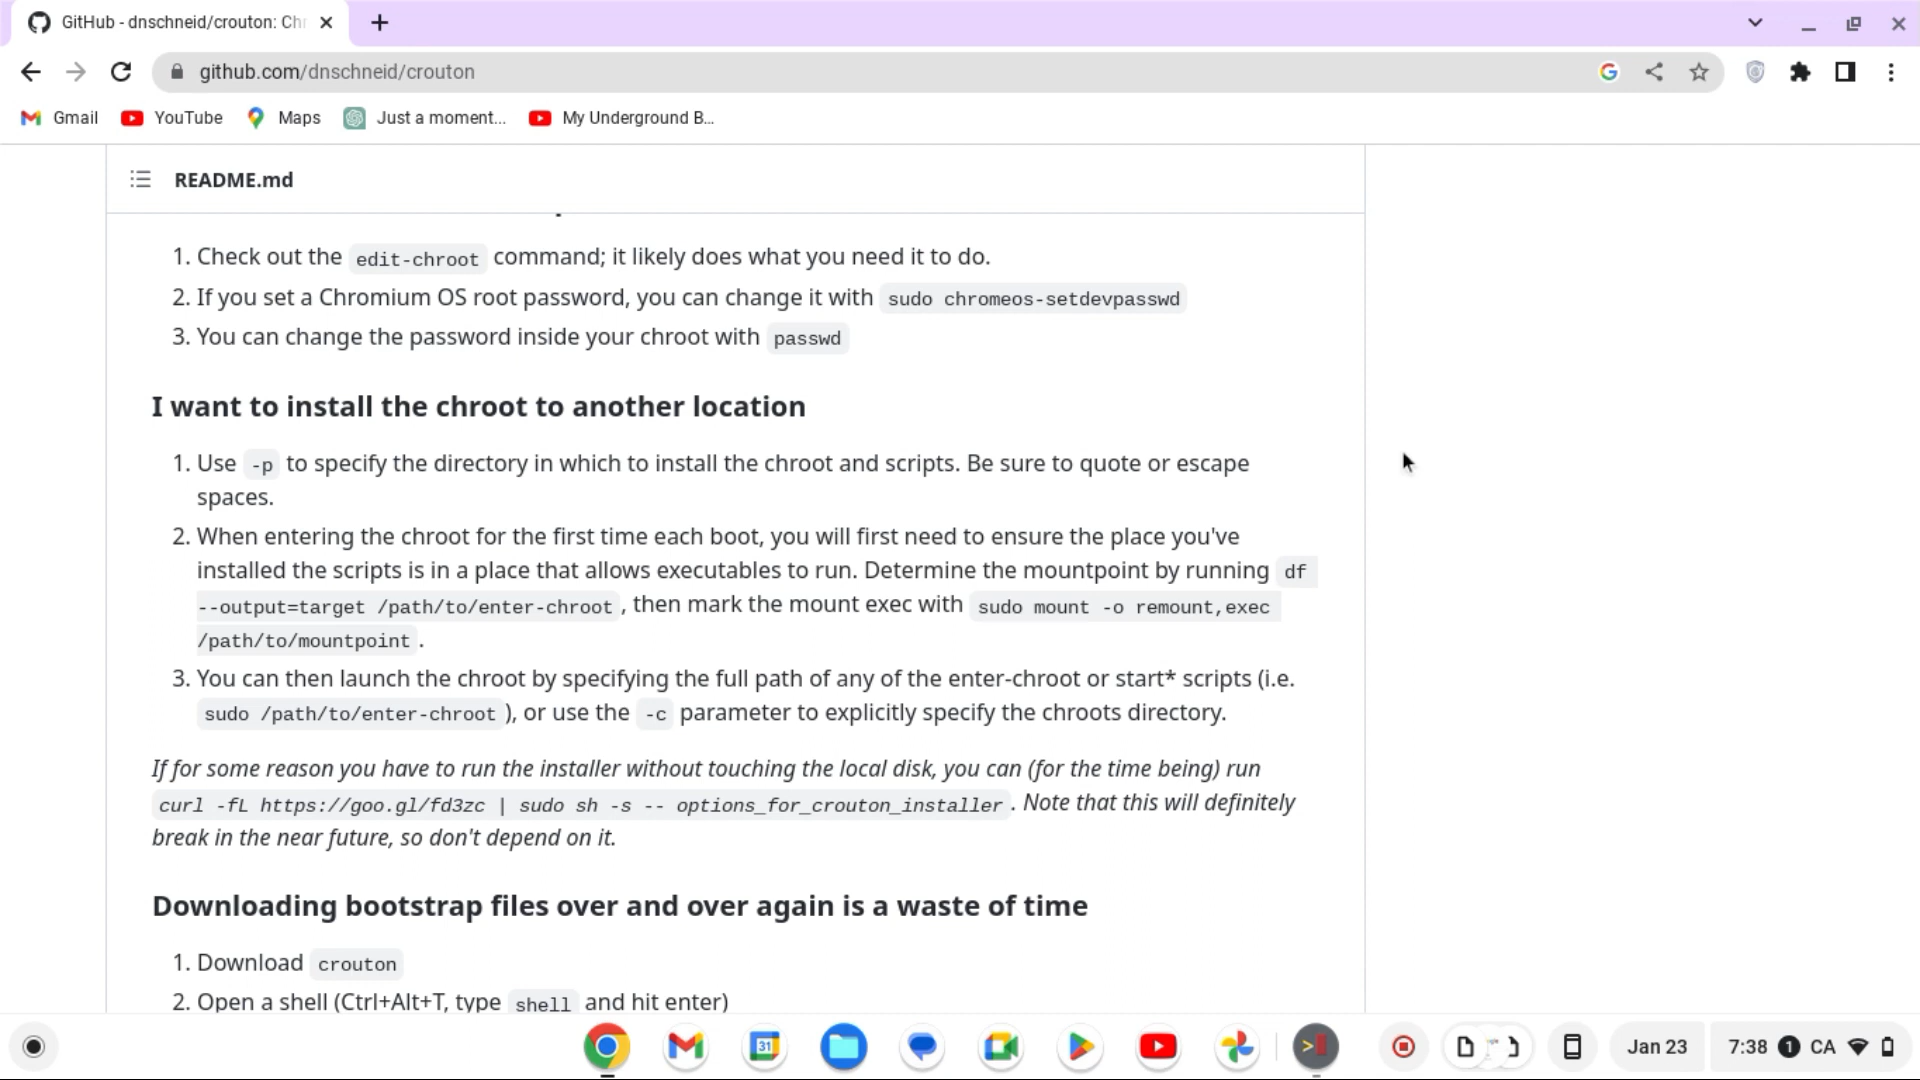 GitHub - dnschneid/crouton: Chr
github.com/dnschneid/crouton
Gmail YouTube Maps Just a moment... My Underground B...
README.md
1. Check out the edit-chroot command; it likely does what you need it to do.
2. If you set a Chromium OS root password, you can change it with sudo chromeos-setdevpasswd
3. You can change the password inside your chroot with passwd
I want to install the chroot to another location
1. Use -p to specify the directory in which to install the chroot and scripts. Be sure to quote or escape
spaces.
2. When entering the chroot for the first time each boot, you will first need to ensure the place you've
installed the scripts is in a place that allows executables to run. Determine the mountpoint by running df
--output=target /path/to/enter-chroot , then mark the mount exec with sudo mount -o remount,exec
/path/to/mountpoint .
3. You can then launch the chroot by specifying the full path of any of the enter-chroot or start* scripts (i.e.
sudo /path/to/enter-chroot ), or use the -c parameter to explicitly specify the chroots directory.
If for some reason you have to run the installer without touching the local disk, you can (for the time being) run
curl -fL https://goo.gl/fd3zc | sudo sh -s -- options_for_crouton_installer . Note that this will definitely
break in the near future, so don't depend on it.
Downloading bootstrap files over and over again is a waste of time
1. Download crouton
2. Open a shell (Ctrl+Alt+T, type shell and hit enter)
31
Jan 23 7:38 1 CA